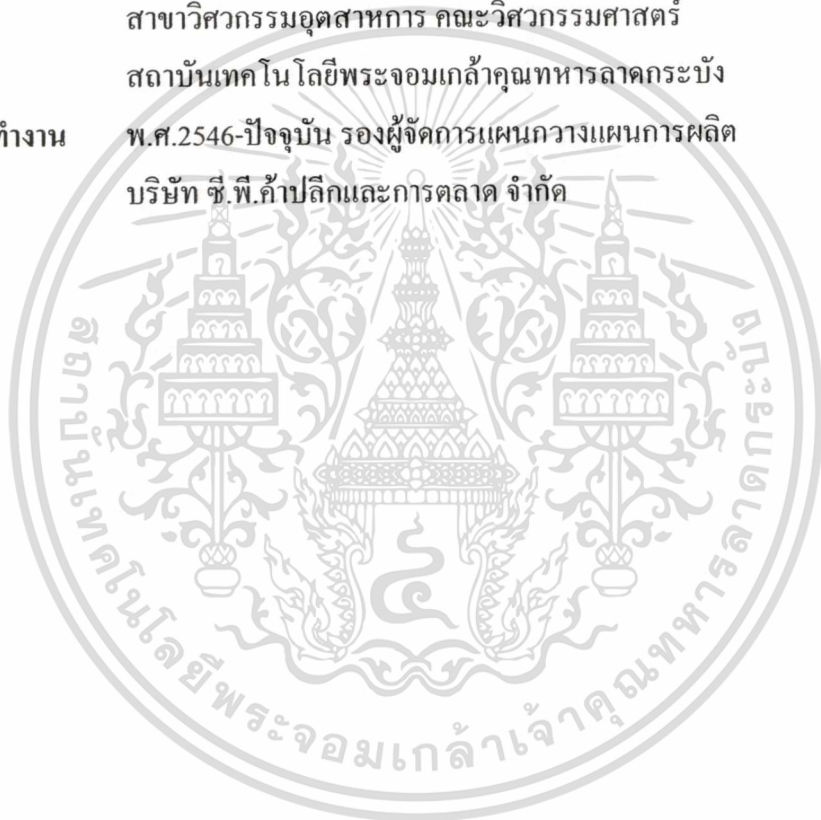 สาขาวิศวกรรมอุตสาหการ คณะวิศวกรรมศาสตร์
สถาบันเทคโนโลยีพระจอมเกล้าคุณทหารลาดกระบัง
ทำงาน พ.ศ.2546-ปัจจุบัน รองผู้จัดการแผนกวางแผนการผลิต
บริษัท ซี.พี.ค้าปลีกและการตลาด จำกัด
สถาบันเทคโนโลยีพระจอมเกล้าเจ้าคุณทหารลาดกระบัง
๔